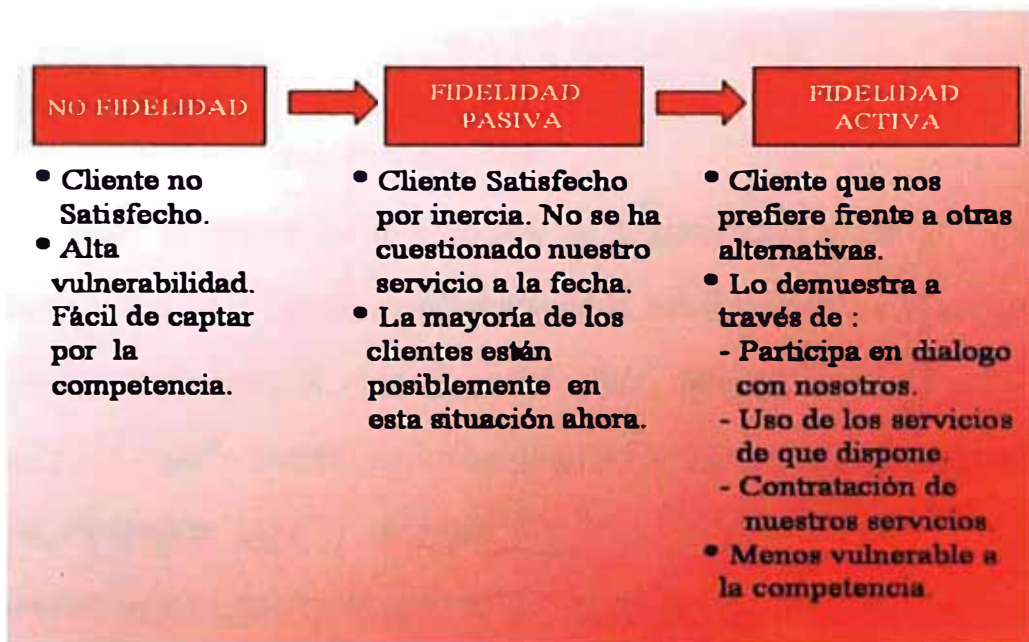 NO FIDELIDAD
FIDELIDAD
PASIVA
FIDELIDAD
ACTIVA
• Cliente no
Satisfecho.
• Alta
vulnerabilidad.
Fácil de captar
por la
competencia.
• Cliente Satisfecho
por inercia. No se ha
cuestionado nuestro
servicio a la fecha.
• La mayoría de los
clientes están
posiblemente en
esta situación ahora.
• Cliente que nos
prefiere frente a otras
alternativas.
• Lo demuestra a
través de :
- Participa en dialogo
con nosotros.
- Uso de los servicios
de que dispone.
- Contratación de
nuestros servicios.
• Menos vulnerable a
la competencia.